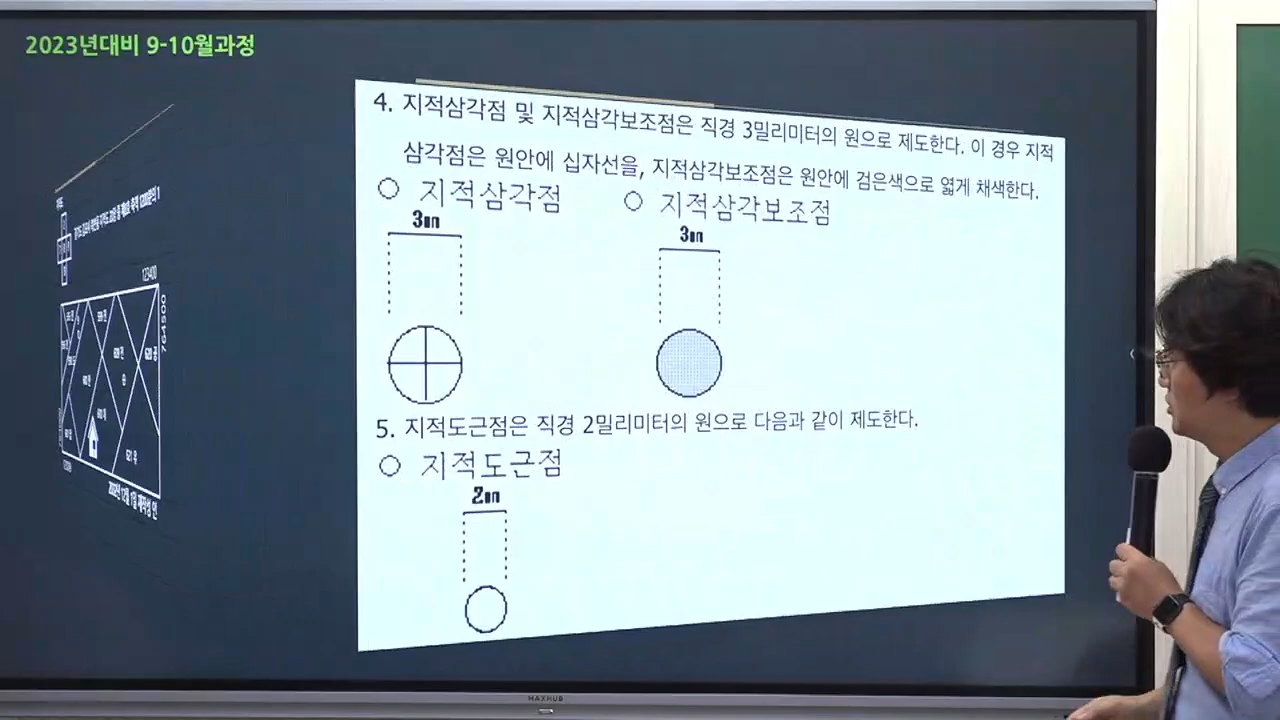 2023년대비 9-10월과정
4. 지적삼각점 및 지적삼각보조점은 직경 3밀리미터의 원으로 제도한다. 이 경우 지적
삼각점은 원안에 십자선을, 지적삼각보조점은 원안에 검은색으로 엷게 채색한다.
○ 지적삼각점 ○ 지적삼각보조점
3㎜ 3㎜
5. 지적도근점은 직경 2밀리미터의 원으로 다음과 같이 제도한다.
○ 지적도근점
2㎜
123400
764500
MAXHUB